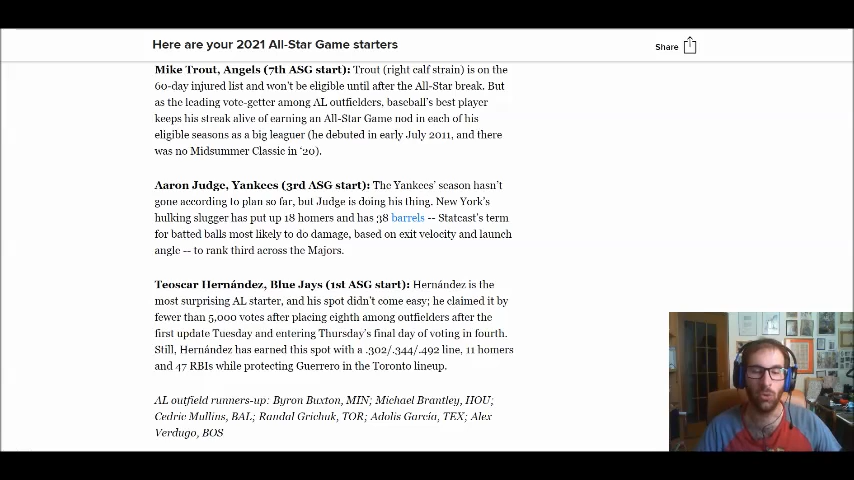 Here are your 2021 All-Star Game starters
Share
Mike Trout, Angels (7th ASG start): Trout (right calf strain) is on the
60-day injured list and won't be eligible until after the All-Star break. But
as the leading vote-getter among AL outfielders, baseball's best player
keeps his streak alive of earning an All-Star Game nod in each of his
eligible seasons as a big leaguer (he debuted in early July 2011, and there
was no Midsummer Classic in '20).
Aaron Judge, Yankees (3rd ASG start): The Yankees' season hasn't
gone according to plan so far, but Judge is doing his thing. New York's
hulking slugger has put up 18 homers and has 38 barrels -- Statcast's term
for batted balls most likely to do damage, based on exit velocity and launch
angle -- to rank third across the Majors.
Teoscar Hernández, Blue Jays (1st ASG start): Hernández is the
most surprising AL starter, and his spot didn't come easy; he claimed it by
fewer than 5,000 votes after placing eighth among outfielders after the
first update Tuesday and entering Thursday's final day of voting in fourth.
Still, Hernández has earned this spot with a .302/.344/.492 line, 11 homers
and 47 RBIs while protecting Guerrero in the Toronto lineup.
AL outfield runners-up: Byron Buxton, MIN; Michael Brantley, HOU;
Cedric Mullins, BAL; Randal Grichuk, TOR; Adolis García, TEX; Alex
Verdugo, BOS